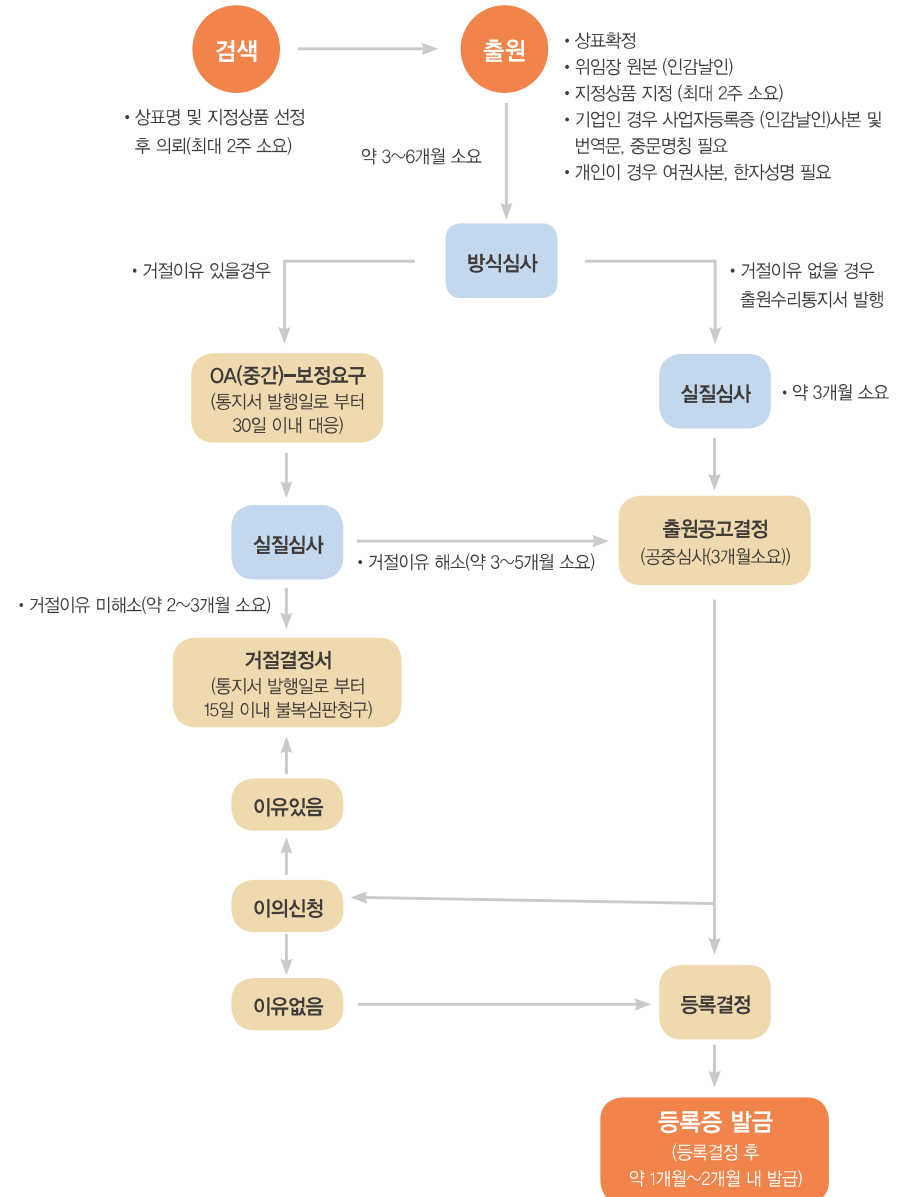 검색
출원
• 상표확정
• 위임장 원본 (인감날인)
• 지정상품 지정 (최대 2주 소요)
• 기업인 경우 사업자등록증 (인감날인)사본 및
번역문, 중문명칭 필요
• 개인이 경우 여권사본, 한자성명 필요
• 상표명 및 지정상품 선정
후 의뢰(최대 2주 소요)
약 3~6개월 소요
방식심사
• 거절이유 있을경우
• 거절이유 없을 경우
출원수리통지서 발행
OA(중간)-보정요구
(통지서 발행일로 부터
30일 이내 대응)
실질심사
• 약 3개월 소요
실질심사
• 거절이유 해소(약 3~5개월 소요)
출원공고결정
(공중심사(3개월소요))
• 거절이유 미해소(약 2~3개월 소요)
거절결정서
(통지서 발행일로 부터
15일 이내 불복심판청구)
이유있음
이의신청
이유없음
등록결정
등록증 발금
(등록결정 후
약 1개월~2개월 내 발급)